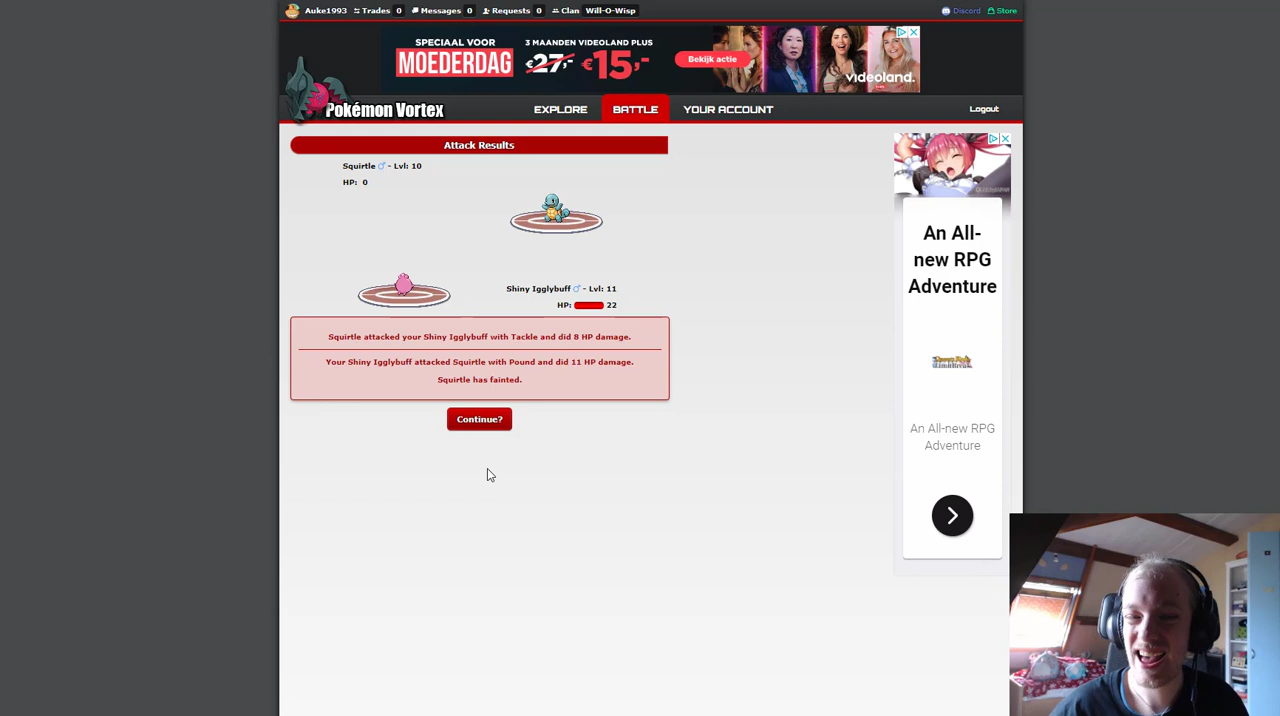 Auke1993 Trades 0 Messages 0 Requests 0 Clan Will-O-Wisp Discord Store
SPECIAAL VOOR
MOEDERDAG
3 MAANDEN VIDEOLAND PLUS
€27,- €15,-
Bekijk actie
videoland.
Pokémon Vortex
EXPLORE BATTLE YOUR ACCOUNT Logout
Attack Results
Squirtle ♂ - Lvl: 10
HP: 0
Shiny Igglybuff ♂ - Lvl: 11
HP: 22
Squirtle attacked your Shiny Igglybuff with Tackle and did 8 HP damage.
Your Shiny Igglybuff attacked Squirtle with Pound and did 11 HP damage.
Squirtle has fainted.
Continue?
An All-
new RPG
Adventure
An All-new RPG
Adventure